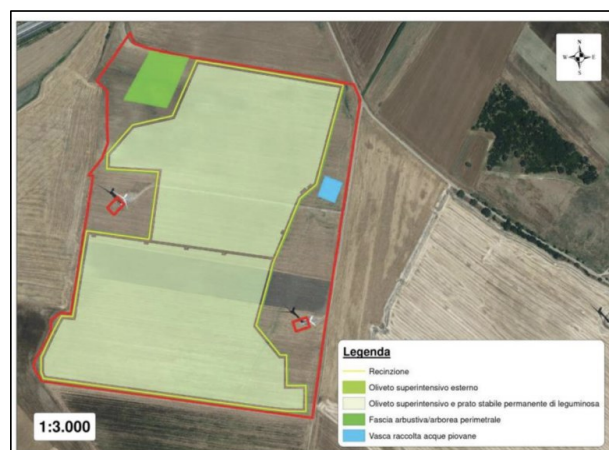 N
W E
S
Legenda
Recinzione
Oliveto superintensivo esterno
Oliveto superintensivo e prato stabile permanente di leguminosa
Fascia arbustiva/arborea perimetrale
Vasca raccolta acque piovane
1:3.000